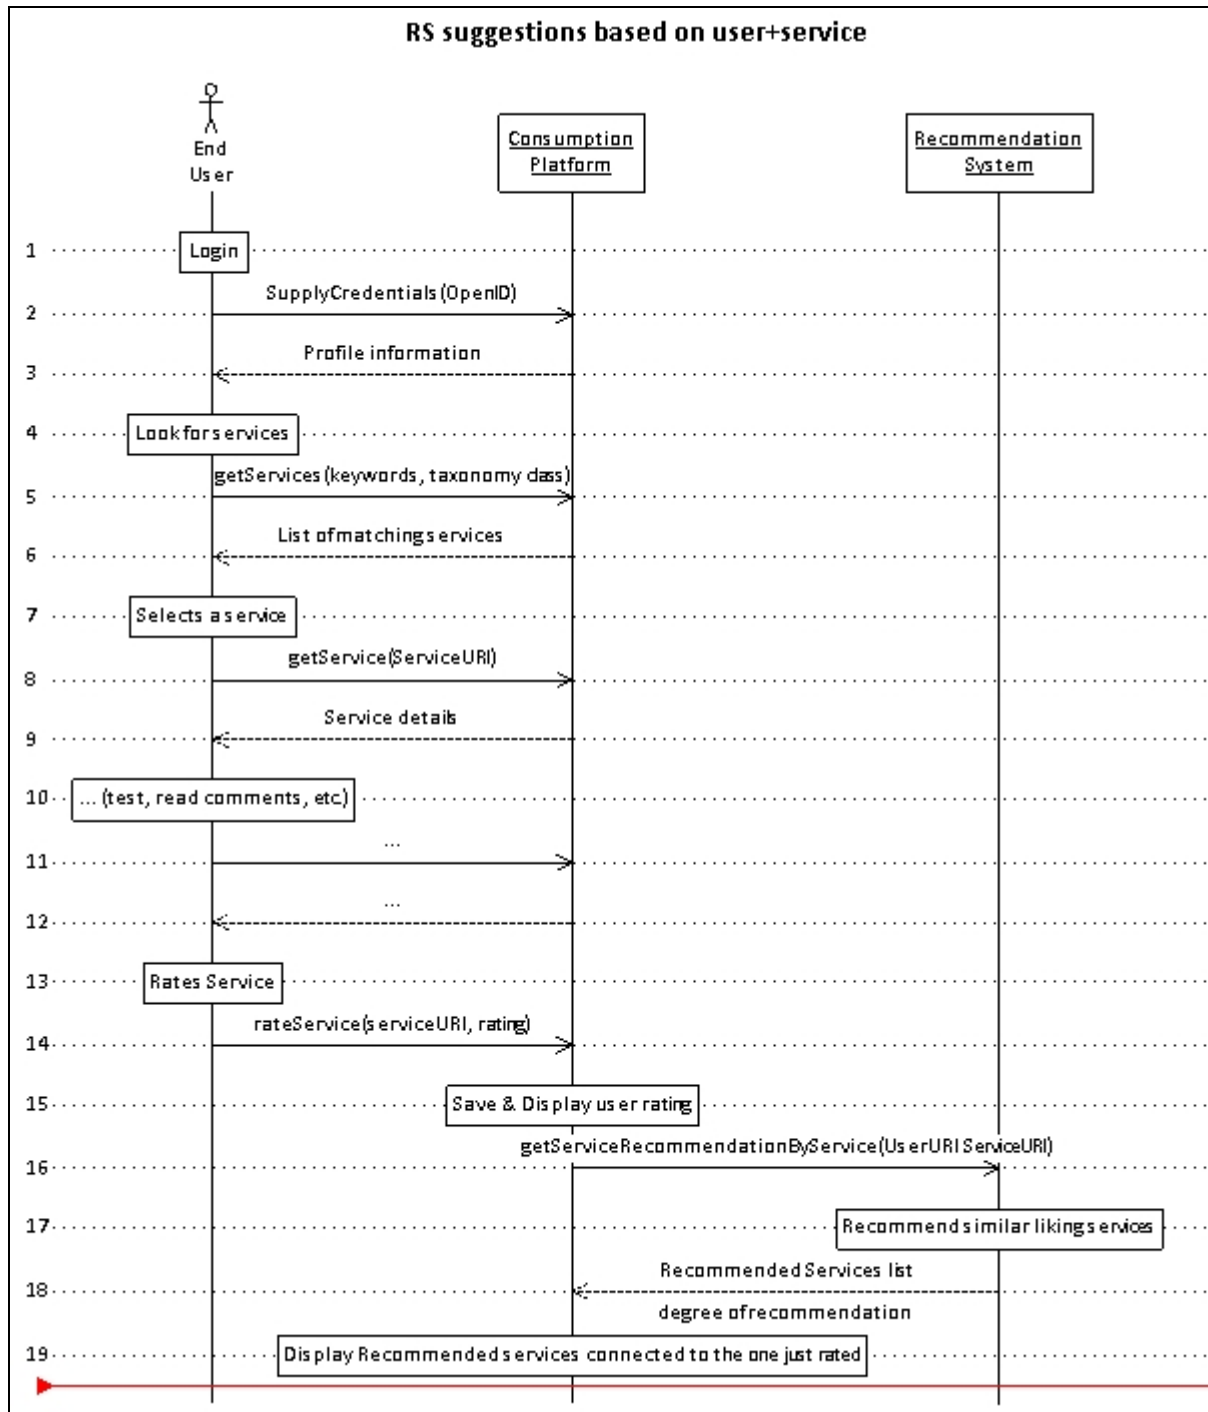 RS suggestions based on user+service
End
User
Consumption
Platform
Recommendation
System
1
Login
SupplyCredentials(OpenID)
2
Profile information
3
4
Look for services
getServices(keywords, taxonomy class)
5
List of matching services
6
7
Selects a service
getService(ServiceURI)
8
Service details
9
10
... (test, read comments, etc.)
...
11
...
12
13
Rates Service
rateService(serviceURI, rating)
14
15
Save & Display user rating
getServiceRecommendationByService(UserURI ServiceURI)
16
17
Recommend similar liking services
Recommended Services list
18
degree of recommendation
19
Display Recommended services connected to the one just rated